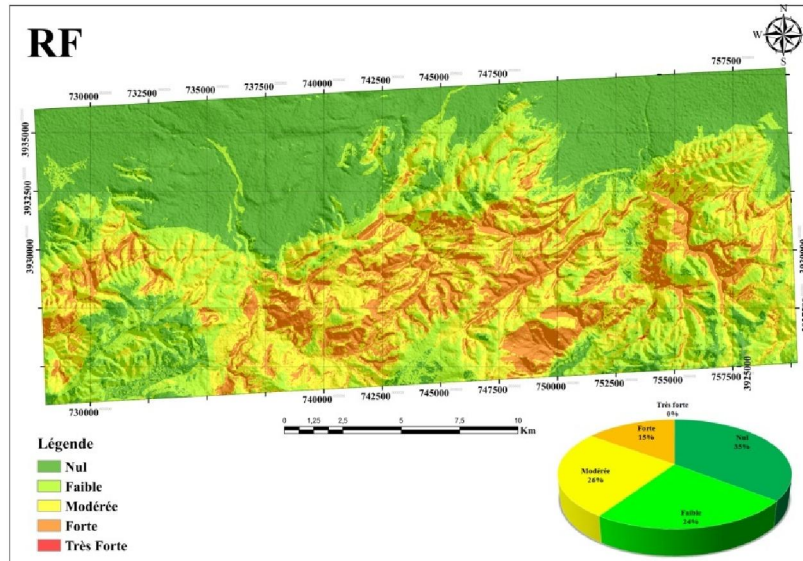 RF
N
W
E
S
730000
732500
735000
737500
740000
742500
745000
747500
757500
3935000
3932500
3930000
3935000
3932500
730000
740000
742500
745000
747500
750000
752500
755000
757500
3925000
0 1,25 2,5 5 7,5 10
Km
Légende
Nul
Faible
Modérée
Forte
Très Forte
Très forte
0%
Forte
15%
Nul
35%
Modérée
26%
Faible
24%